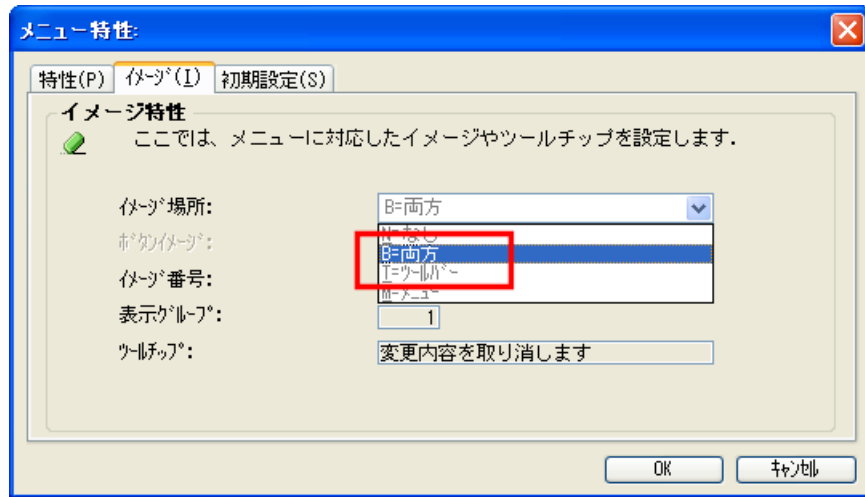 メニュー特性:
特性(P) ｲﾒｰｼﾞ(I) 初期設定(S)
イメージ特性
ここでは、メニューに対応したイメージやツールチップを設定します.
ｲﾒｰｼﾞ場所: B=両方
N=なし
ﾎﾞﾀﾝｲﾒｰｼﾞ: B=両方
T=ﾂｰﾙﾊﾞｰ
ｲﾒｰｼﾞ番号: M=ﾒﾆｭｰ
表示ｸﾞﾙｰﾌﾟ: 1
ﾂｰﾙﾁｯﾌﾟ: 変更内容を取り消します
OK ｷｬﾝｾﾙ